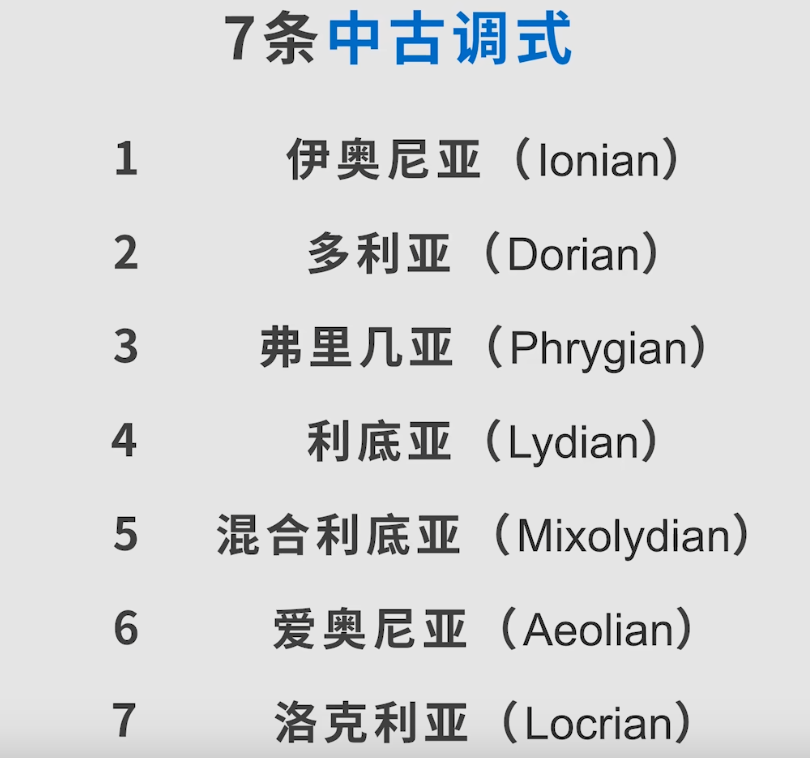 7条中古调式
1 伊奥尼亚（Ionian）
2 多利亚（Dorian）
3 弗里几亚（Phrygian）
4 利底亚（Lydian）
5 混合利底亚（Mixolydian）
6 爱奥尼亚（Aeolian）
7 洛克利亚（Locrian）